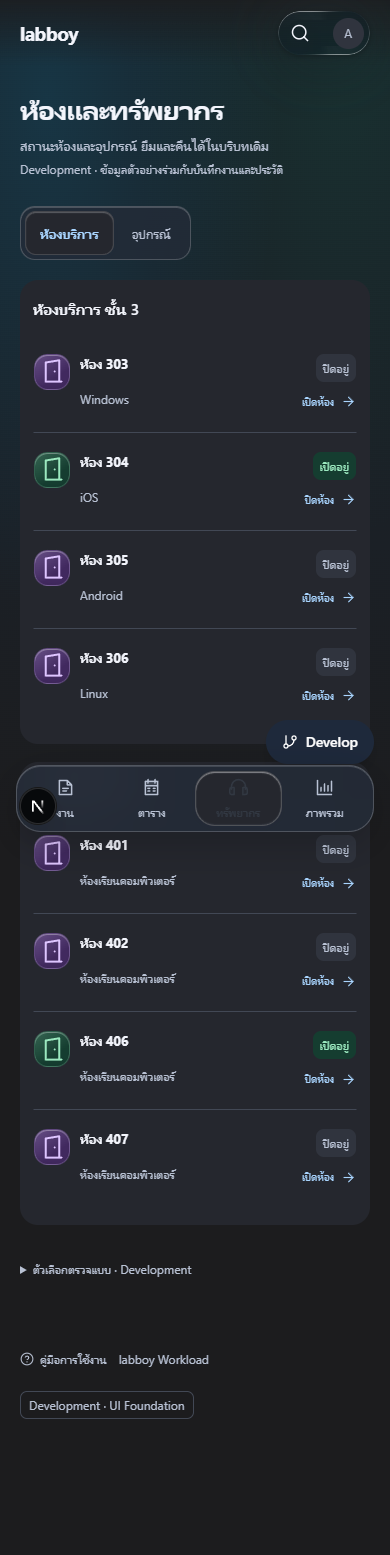 labboy
A
ห้องและทรัพยากร
สถานะห้องและอุปกรณ์ ยืมและคืนได้ในบริบทเดิม
Development · ข้อมูลตัวอย่างร่วมกับบันทึกงานและประวัติ
ห้องบริการ
อุปกรณ์
ห้องบริการ ชั้น 3
ห้อง 303
ปิดอยู่
Windows
เปิดห้อง
ห้อง 304
เปิดอยู่
iOS
ปิดห้อง
ห้อง 305
ปิดอยู่
Android
เปิดห้อง
ห้อง 306
ปิดอยู่
Linux
เปิดห้อง
Develop
N
งาน
ตาราง
ทรัพยากร
ภาพรวม
ห้อง 401
ปิดอยู่
ห้องเรียนคอมพิวเตอร์
เปิดห้อง
ห้อง 402
ปิดอยู่
ห้องเรียนคอมพิวเตอร์
เปิดห้อง
ห้อง 406
เปิดอยู่
ห้องเรียนคอมพิวเตอร์
ปิดห้อง
ห้อง 407
ปิดอยู่
ห้องเรียนคอมพิวเตอร์
เปิดห้อง
ตัวเลือกตรวจแบบ · Development
คู่มือการใช้งาน labboy Workload
Development · UI Foundation